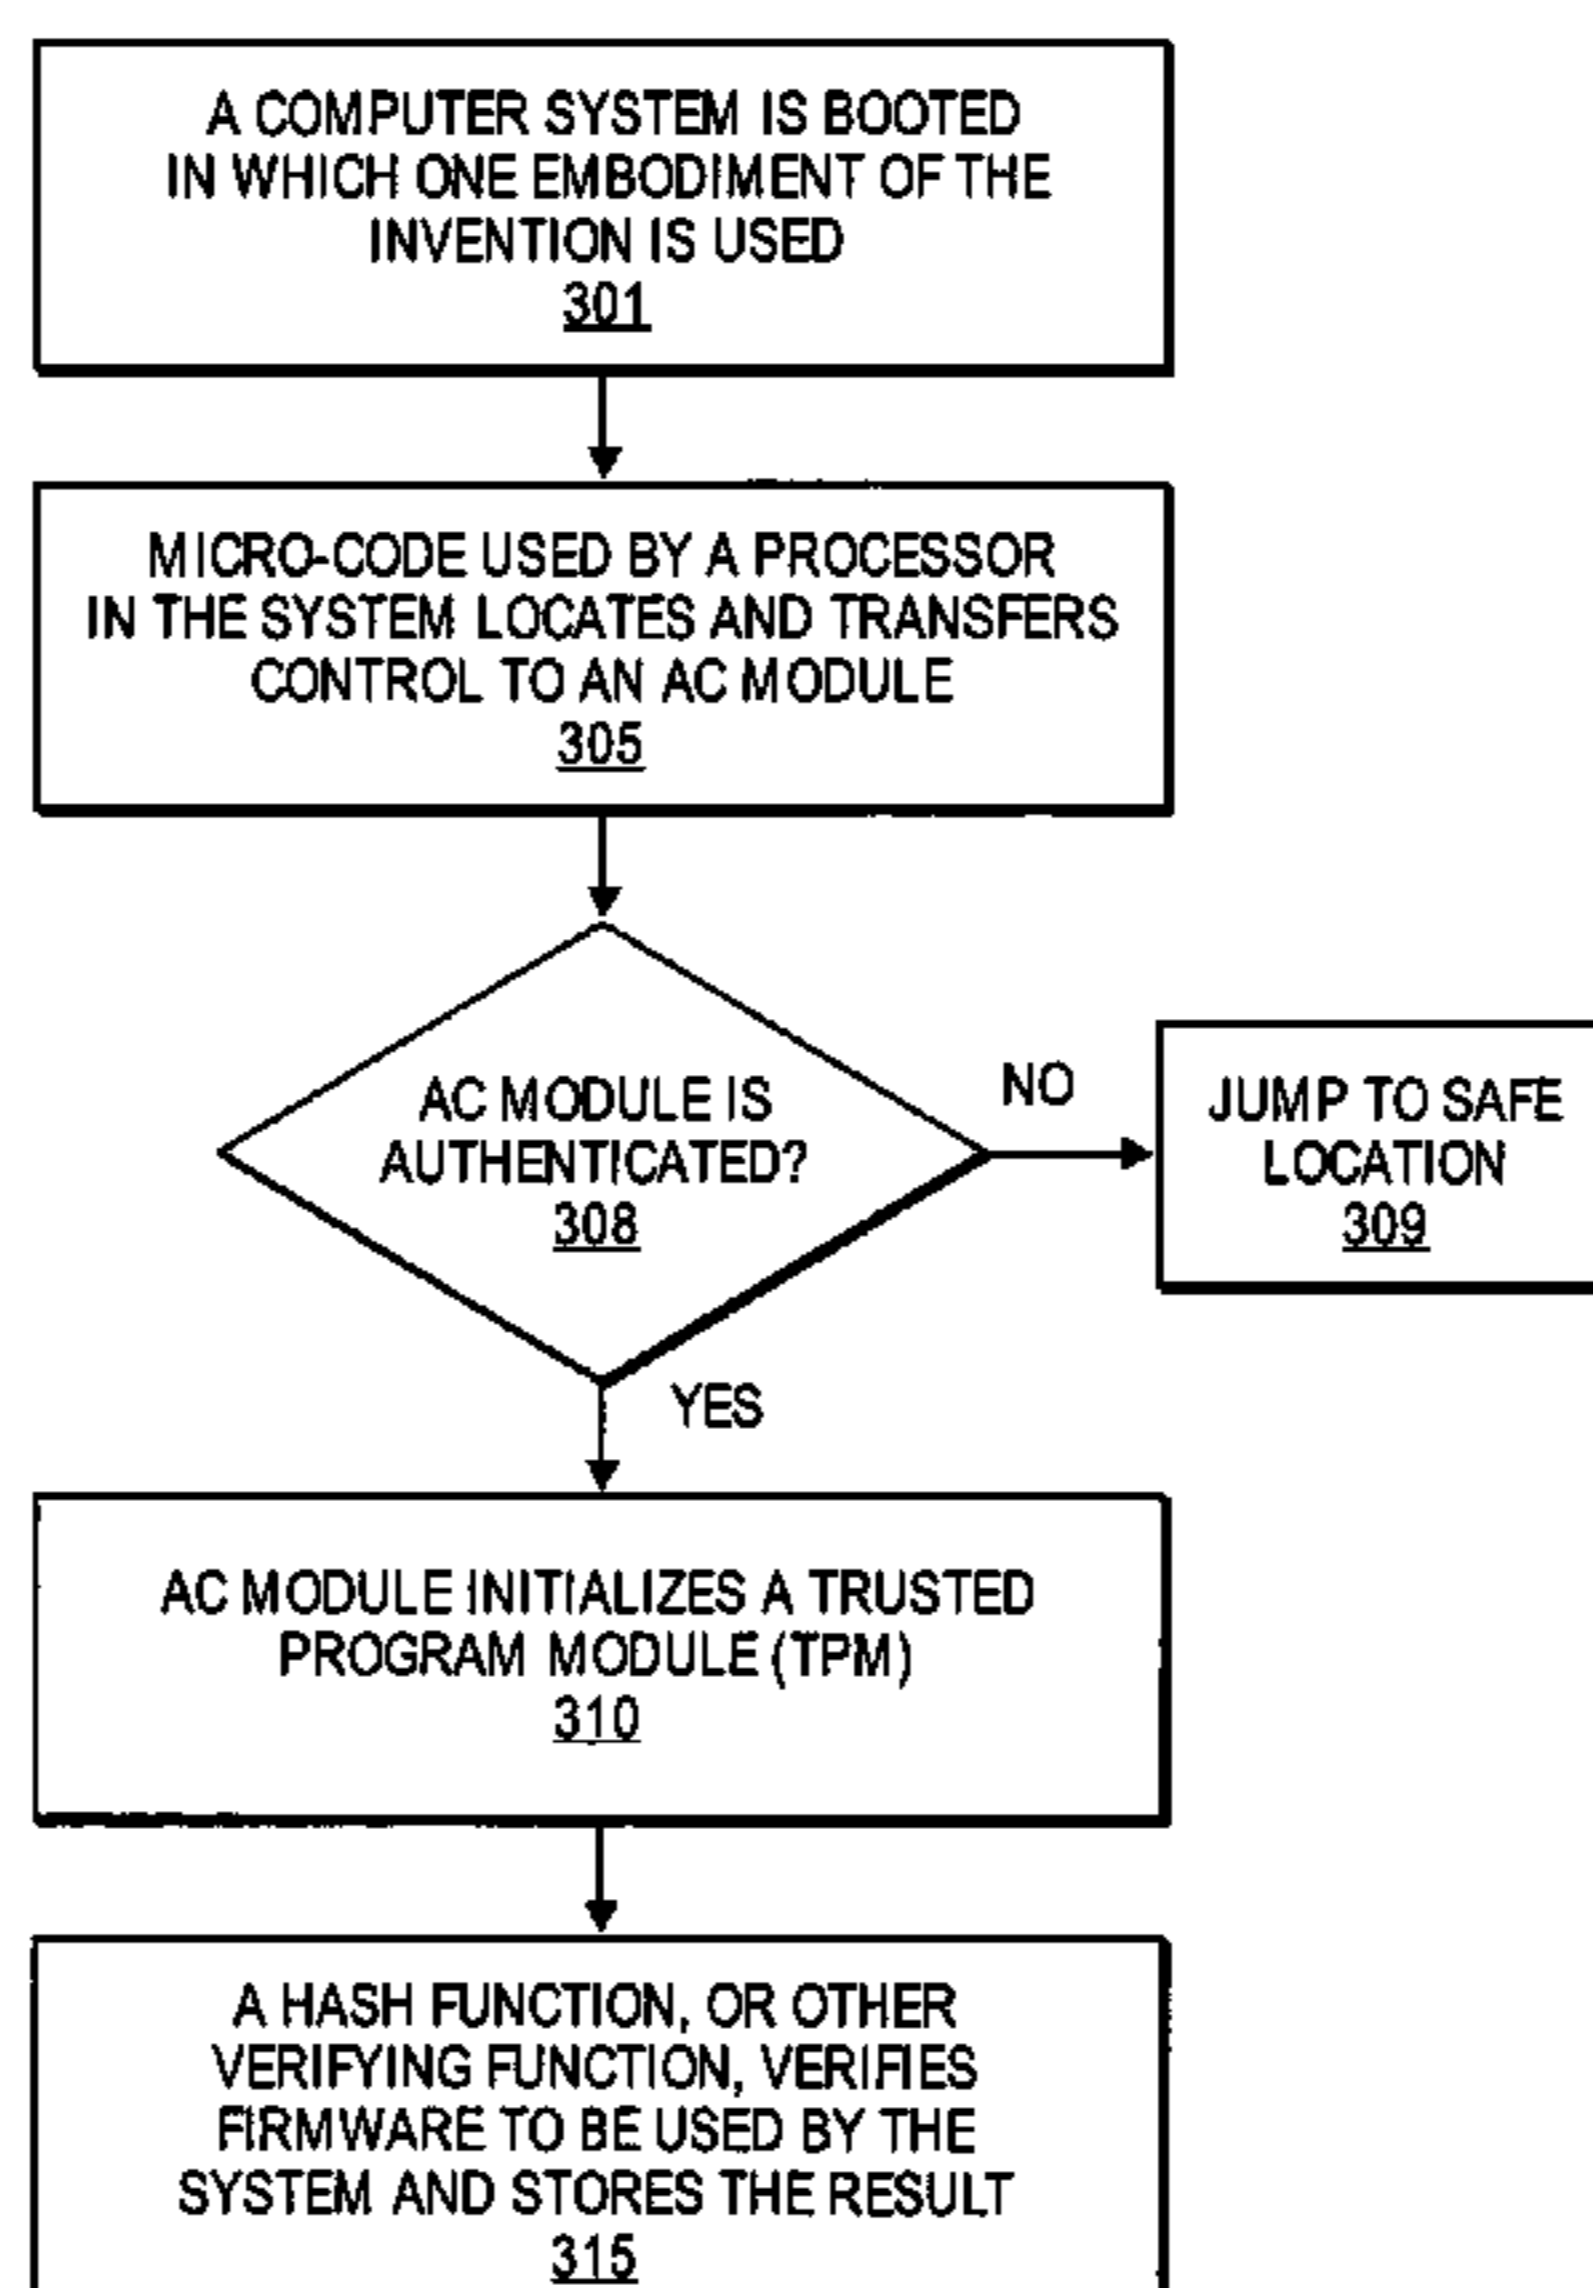 A COMPUTER SYSTEM IS BOOTED
IN WHICH ONE EMBODIMENT OF THE
INVENTION IS USED
301
MICRO-CODE USED BY A PROCESSOR
IN THE SYSTEM LOCATES AND TRANSFERS
CONTROL TO AN AC MODULE
305
AC MODULE IS
AUTHENTICATED?
308
NO
JUMP TO SAFE
LOCATION
309
YES
AC MODULE INITIALIZES A TRUSTED
PROGRAM MODULE (TPM)
310
A HASH FUNCTION, OR OTHER
VERIFYING FUNCTION, VERIFIES
FIRMWARE TO BE USED BY THE
SYSTEM AND STORES THE RESULT
315